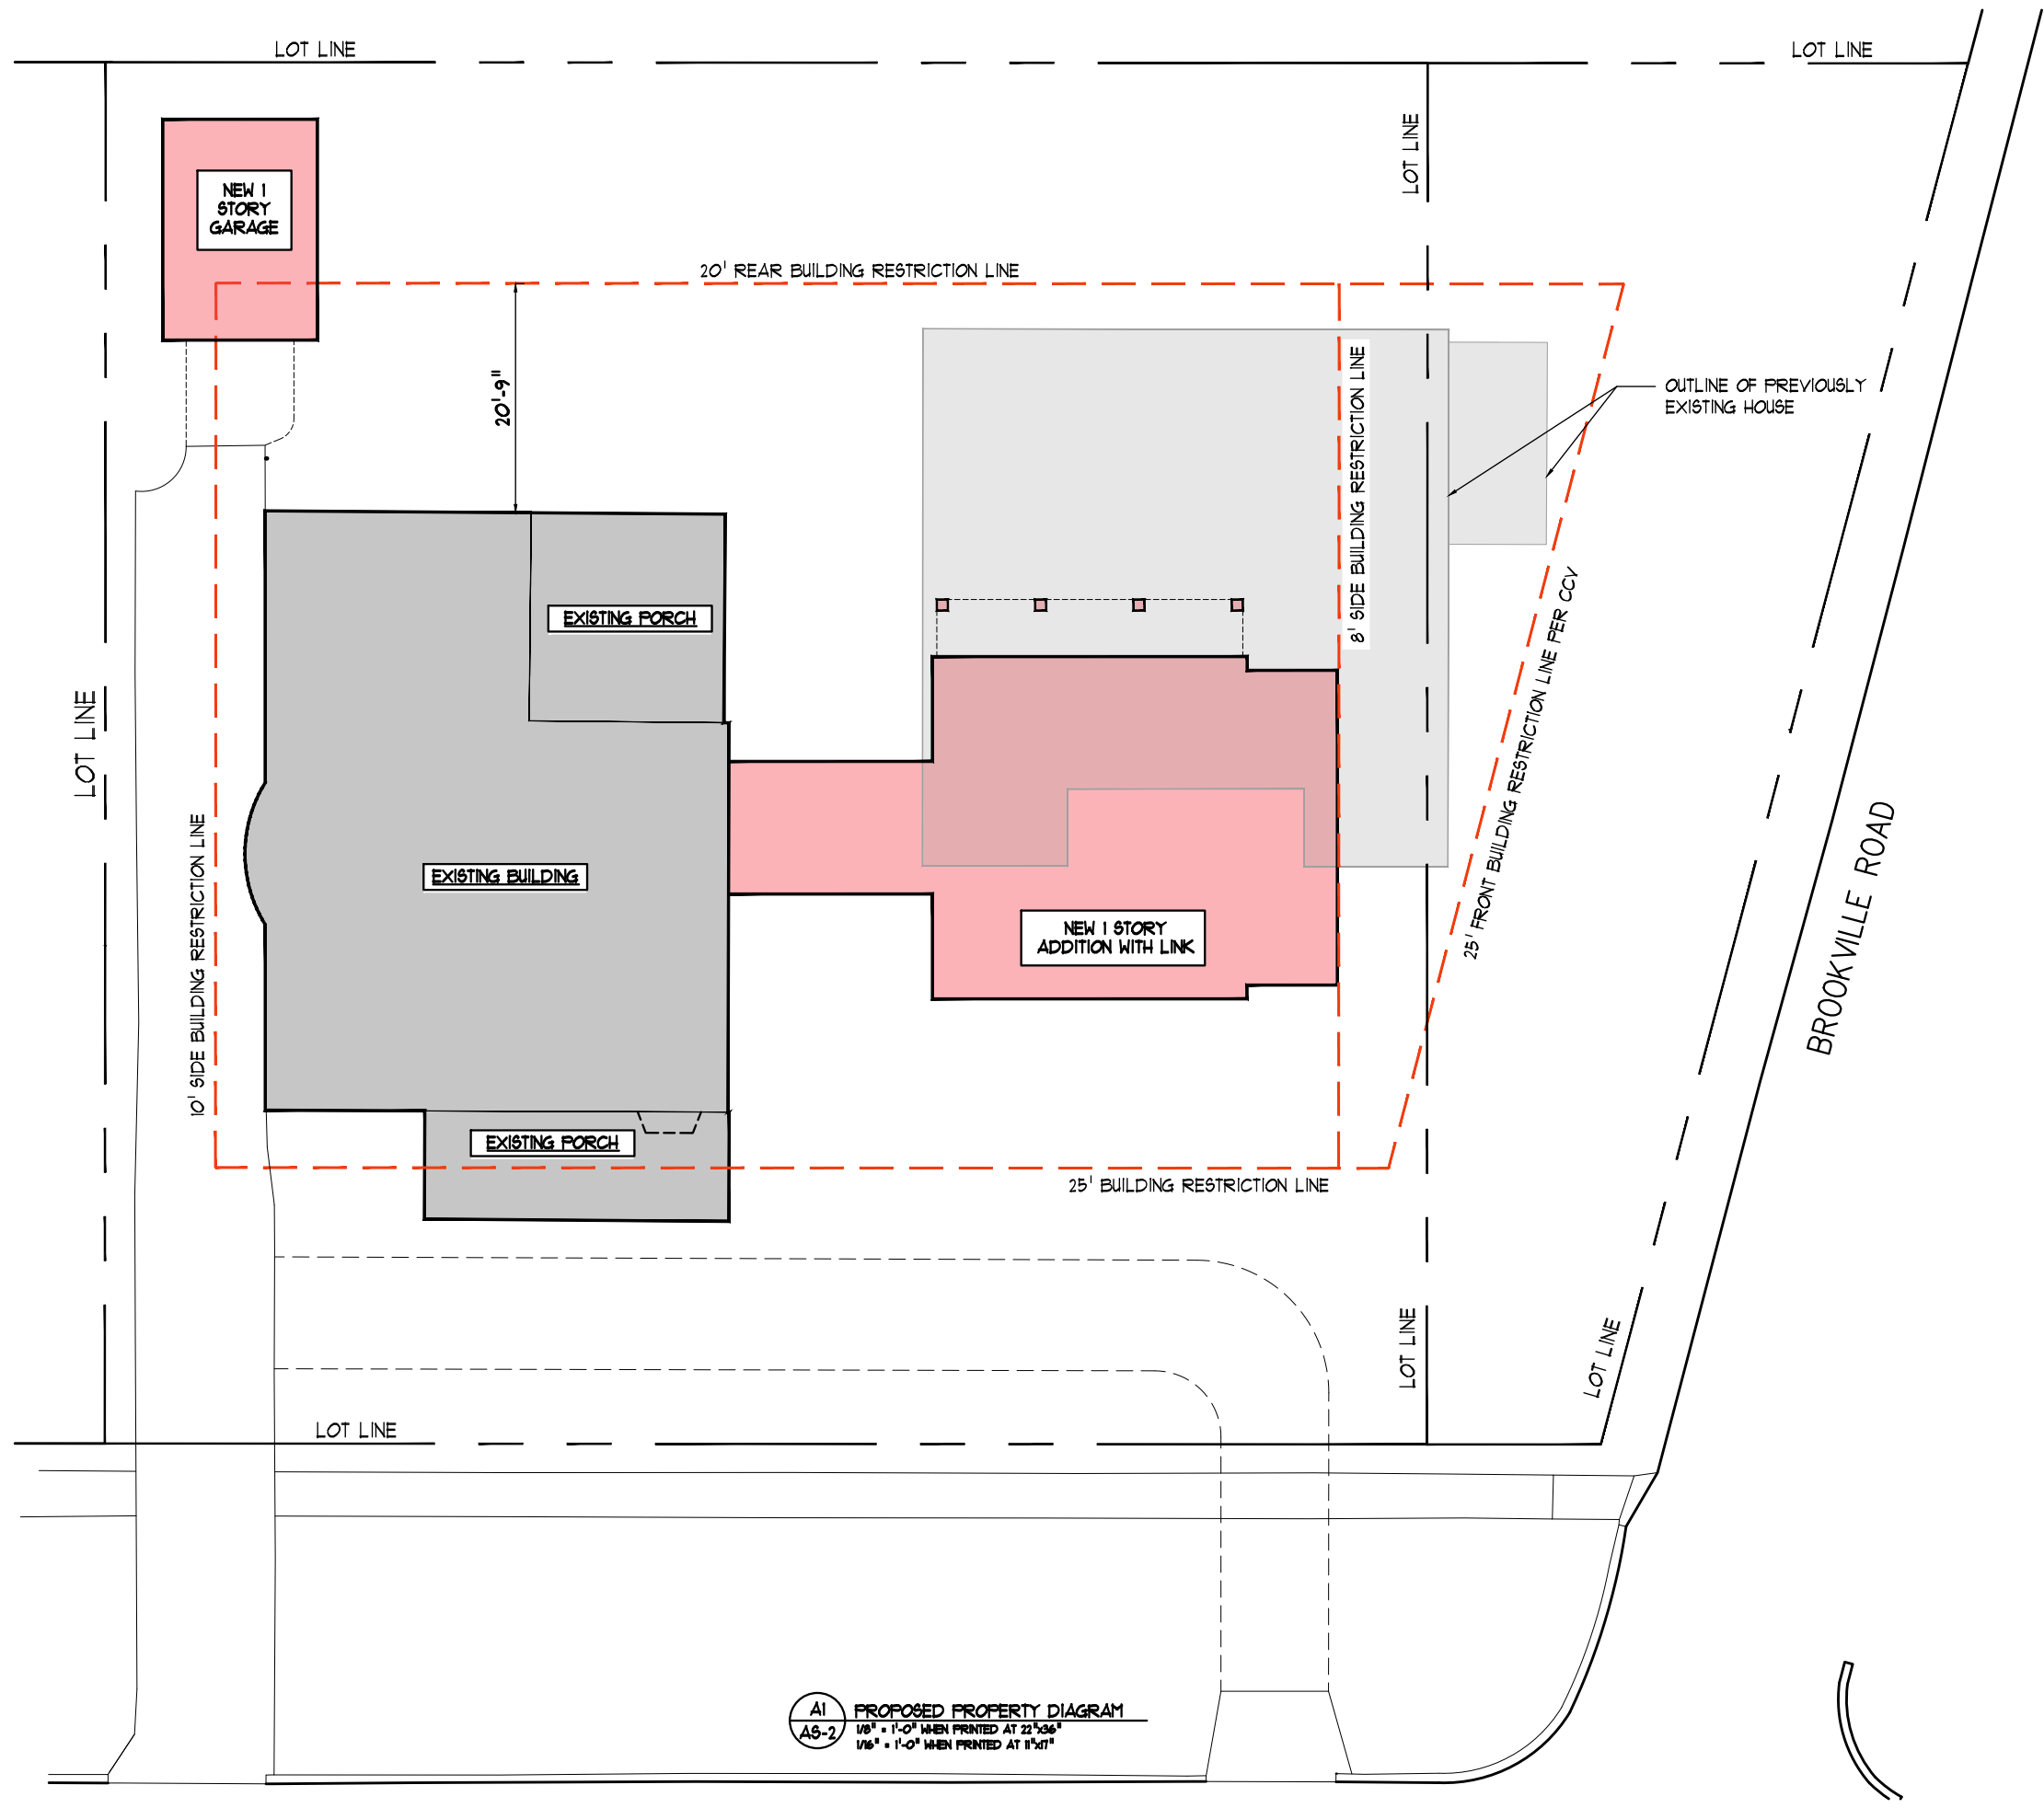 LOT LINE
LOT LINE
LOT LINE
NEW 1
STORY
GARAGE
20' REAR BUILDING RESTRICTION LINE
20'-9"
8' SIDE BUILDING RESTRICTION LINE
OUTLINE OF PREVIOUSLY
EXISTING HOUSE
EXISTING PORCH
LOT LINE
25' FRONT BUILDING RESTRICTION LINE PER CCV
BROOKVILLE ROAD
10' SIDE BUILDING RESTRICTION LINE
EXISTING BUILDING
NEW 1 STORY
ADDITION WITH LINK
EXISTING PORCH
25' BUILDING RESTRICTION LINE
LOT LINE
LOT LINE
LOT LINE
A1
AS-2
PROPOSED PROPERTY DIAGRAM
1/8" = 1'-0" WHEN PRINTED AT 22"x36"
1/16" = 1'-0" WHEN PRINTED AT 11"x17"